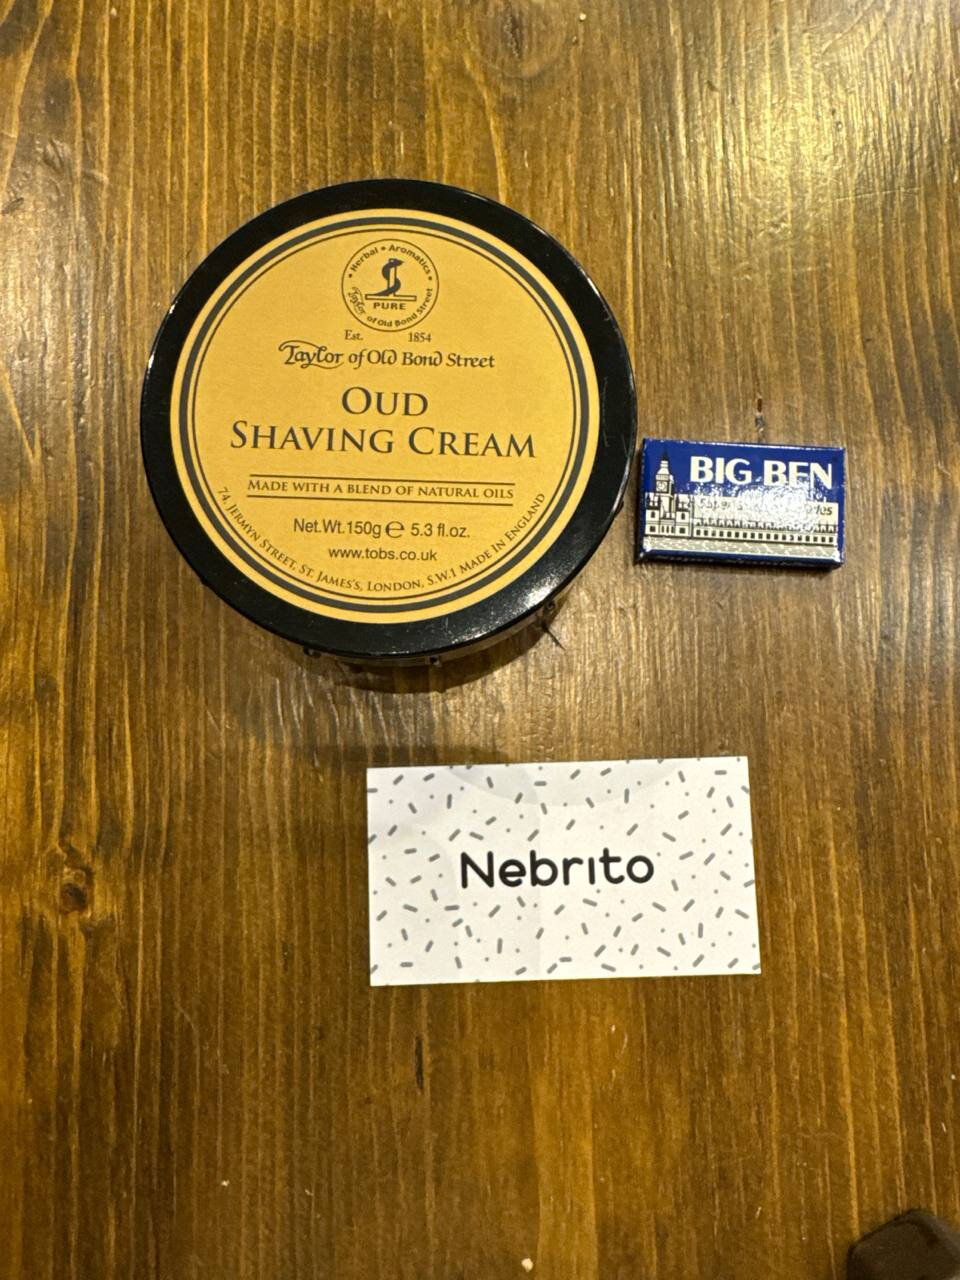 Herbal • Aromatics
PURE
Taylor of Old Bond Street
Est. 1854
Taylor of Old Bond Street
OUD
SHAVING CREAM
MADE WITH A BLEND OF NATURAL OILS
Net.Wt.150g ℮ 5.3 fl.oz.
www.tobs.co.uk
74, JERMYN STREET, ST. JAMES'S, LONDON, S.W.1 MADE IN ENGLAND
BIG BEN
Super
Nebrito